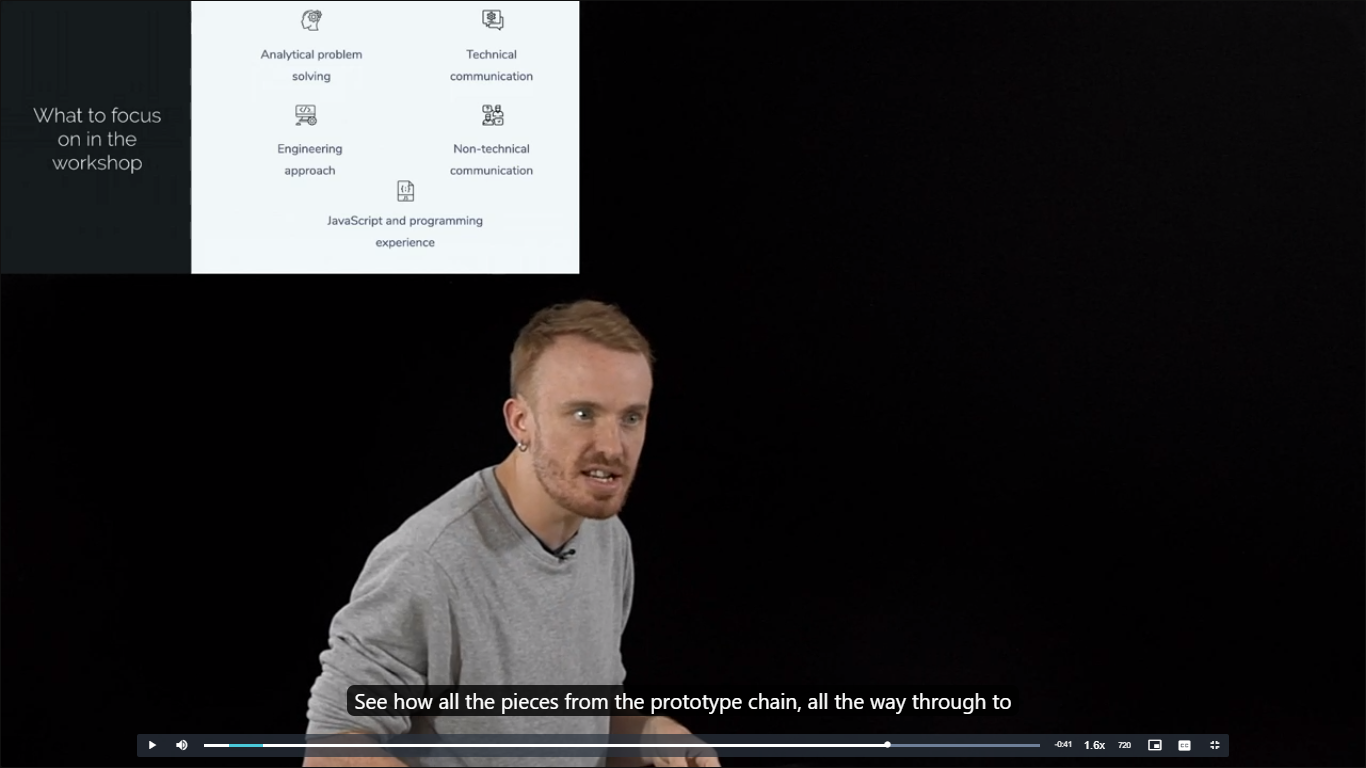 What to focus
on in the
workshop
Analytical problem
solving
Technical
communication
Engineering
approach
Non-technical
communication
JavaScript and programming
experience
See how all the pieces from the prototype chain, all the way through to
-0:41
1.6x
720
CC